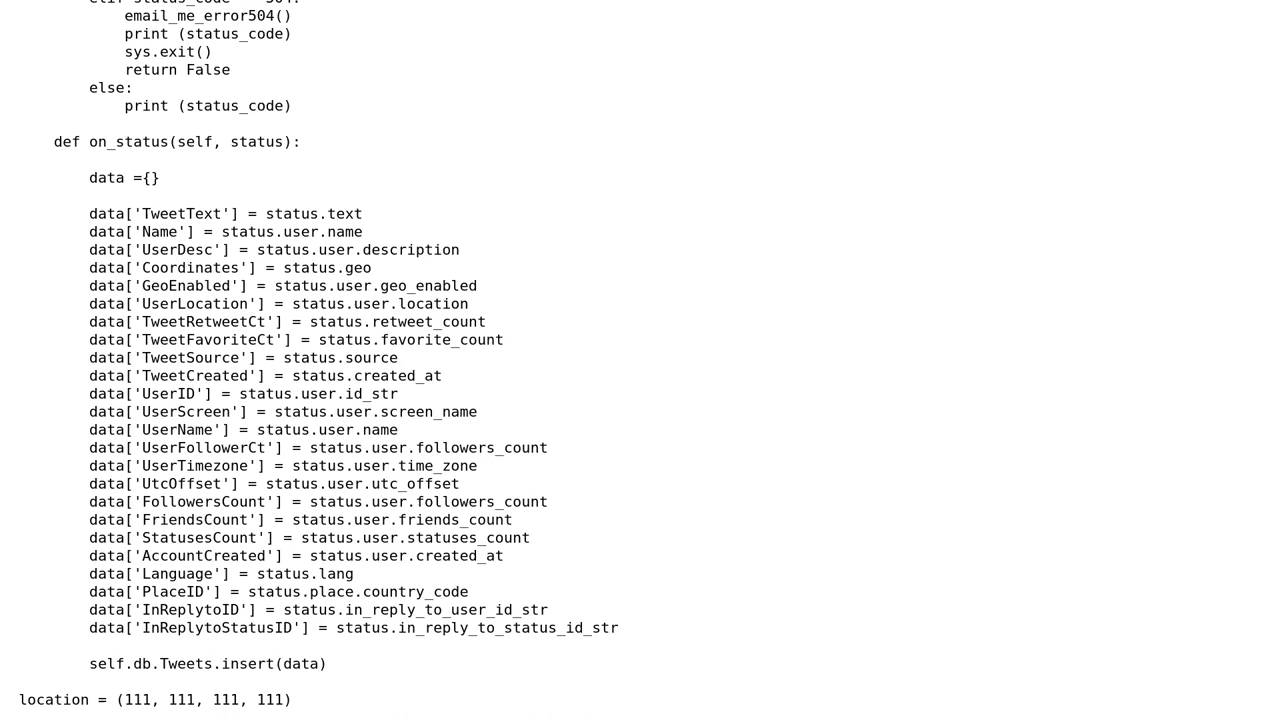 email_me_error504()
print (status_code)
sys.exit()
return False
else:
print (status_code)
def on_status(self, status):
data ={}
data['TweetText'] = status.text
data['Name'] = status.user.name
data['UserDesc'] = status.user.description
data['Coordinates'] = status.geo
data['GeoEnabled'] = status.user.geo_enabled
data['UserLocation'] = status.user.location
data['TweetRetweetCt'] = status.retweet_count
data['TweetFavoriteCt'] = status.favorite_count
data['TweetSource'] = status.source
data['TweetCreated'] = status.created_at
data['UserID'] = status.user.id_str
data['UserScreen'] = status.user.screen_name
data['UserName'] = status.user.name
data['UserFollowerCt'] = status.user.followers_count
data['UserTimezone'] = status.user.time_zone
data['UtcOffset'] = status.user.utc_offset
data['FollowersCount'] = status.user.followers_count
data['FriendsCount'] = status.user.friends_count
data['StatusesCount'] = status.user.statuses_count
data['AccountCreated'] = status.user.created_at
data['Language'] = status.lang
data['PlaceID'] = status.place.country_code
data['InReplytoID'] = status.in_reply_to_user_id_str
data['InReplytoStatusID'] = status.in_reply_to_status_id_str
self.db.Tweets.insert(data)
location = (111, 111, 111, 111)